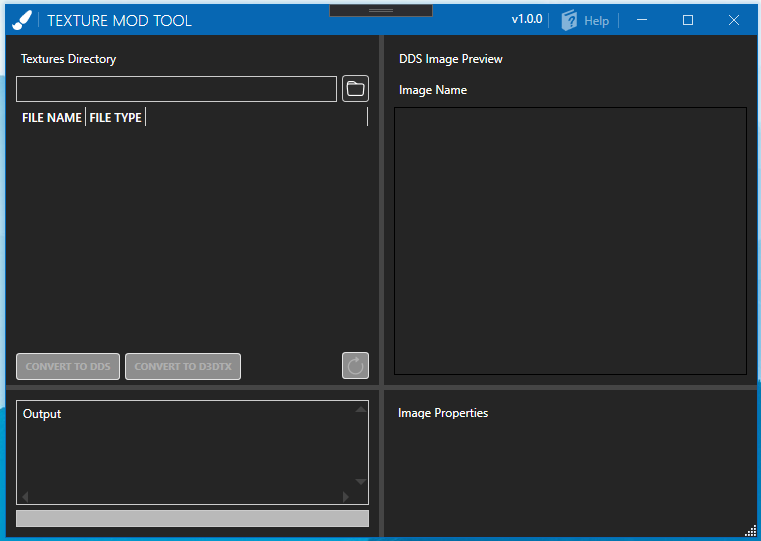 TEXTURE MOD TOOL
v1.0.0
Help
Textures Directory
FILE NAME
FILE TYPE
CONVERT TO DDS
CONVERT TO D3DTX
DDS Image Preview
Image Name
Output
Image Properties